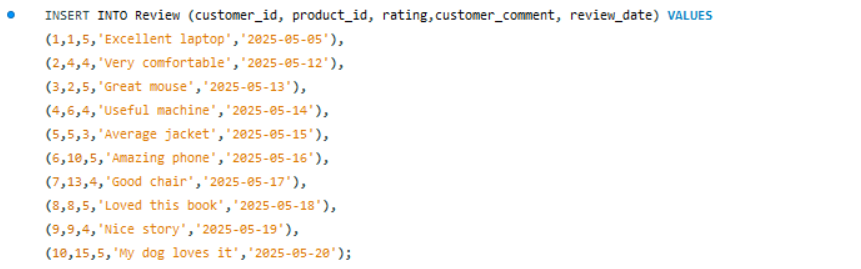 INSERT INTO Review (customer_id, product_id, rating,customer_comment, review_date) VALUES
(1,1,5,'Excellent laptop','2025-05-05'),
(2,4,4,'Very comfortable','2025-05-12'),
(3,2,5,'Great mouse','2025-05-13'),
(4,6,4,'Useful machine','2025-05-14'),
(5,5,3,'Average jacket','2025-05-15'),
(6,10,5,'Amazing phone','2025-05-16'),
(7,13,4,'Good chair','2025-05-17'),
(8,8,5,'Loved this book','2025-05-18'),
(9,9,4,'Nice story','2025-05-19'),
(10,15,5,'My dog loves it','2025-05-20');